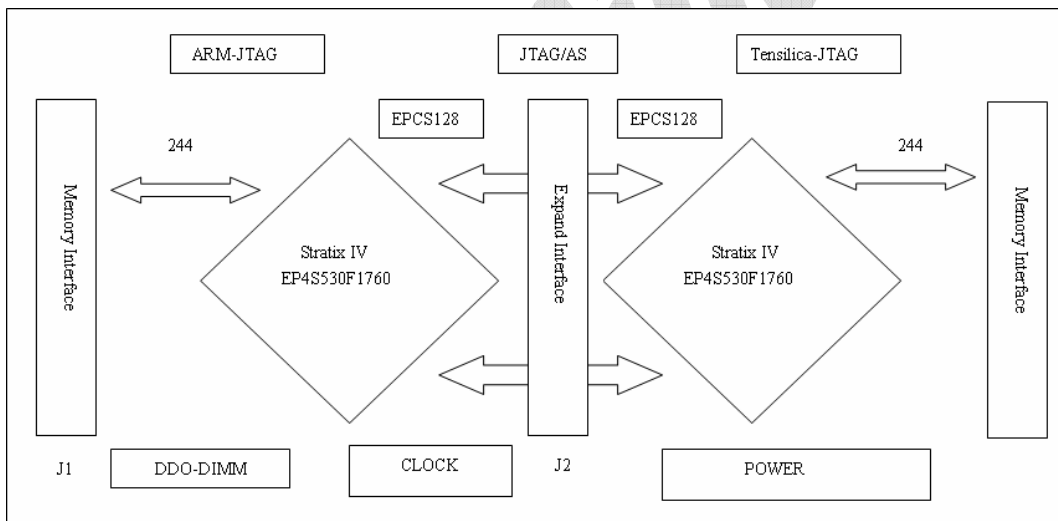 ARM-JTAG
JTAG/AS
Tensilica-JTAG
EPCS128
EPCS128
244
244
Memory Interface
Expand Interface
Memory Interface
Stratix IV
EP4S530F1760
Stratix IV
EP4S530F1760
J1
DDO-DIMM
CLOCK
J2
POWER